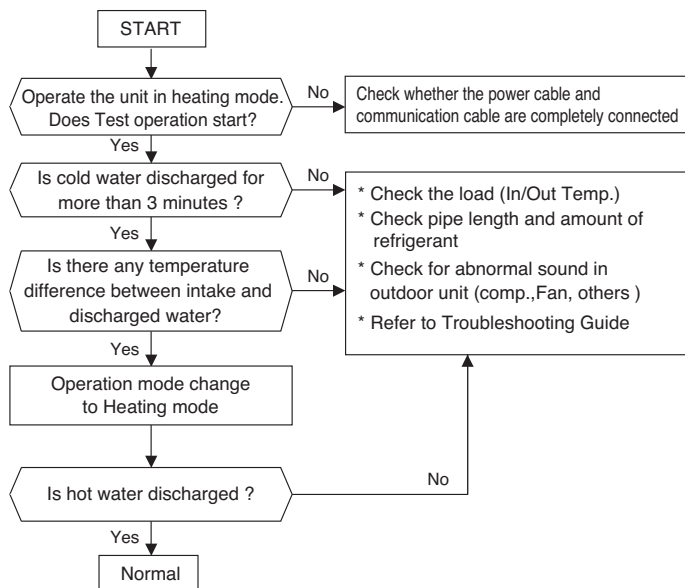 START
Operate the unit in heating mode.
Does Test operation start?
No
Check whether the power cable and
communication cable are completely connected
Yes
Is cold water discharged for
more than 3 minutes ?
No
* Check the load (In/Out Temp.)
* Check pipe length and amount of
refrigerant
* Check for abnormal sound in
outdoor unit (comp.,Fan, others )
* Refer to Troubleshooting Guide
Yes
Is there any temperature
difference between intake and
discharged water?
No
Yes
Operation mode change
to Heating mode
Is hot water discharged ?
No
Yes
Normal